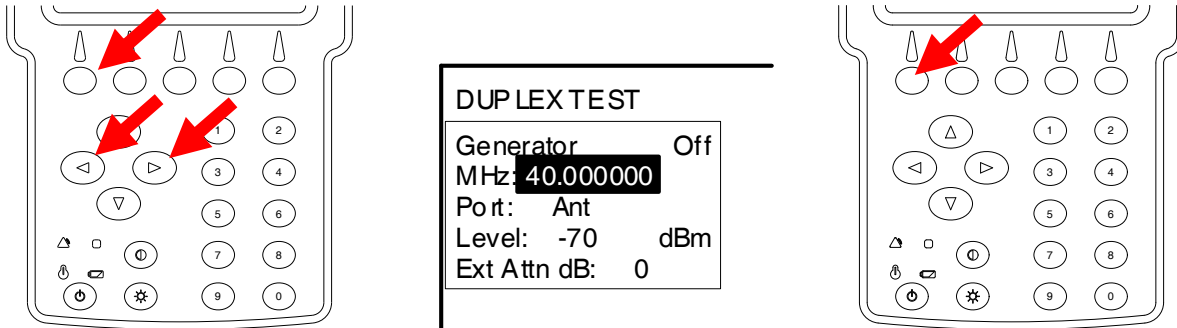 1 2
3 4
5 6
7 8
9 0
DUPLEX TEST
Generator Off
MHz: 40.000000
Port: Ant
Level: -70 dBm
Ext Attn dB: 0
1 2
3 4
5 6
7 8
9 0